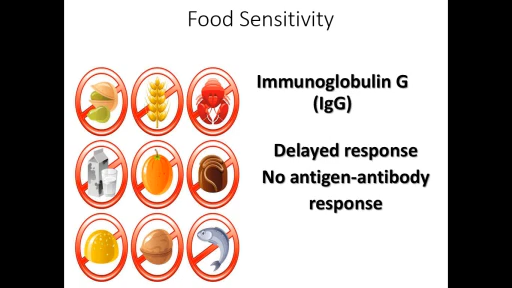 Food Sensitivity
Immunoglobulin G
(IgG)
Delayed response
No antigen-antibody
response